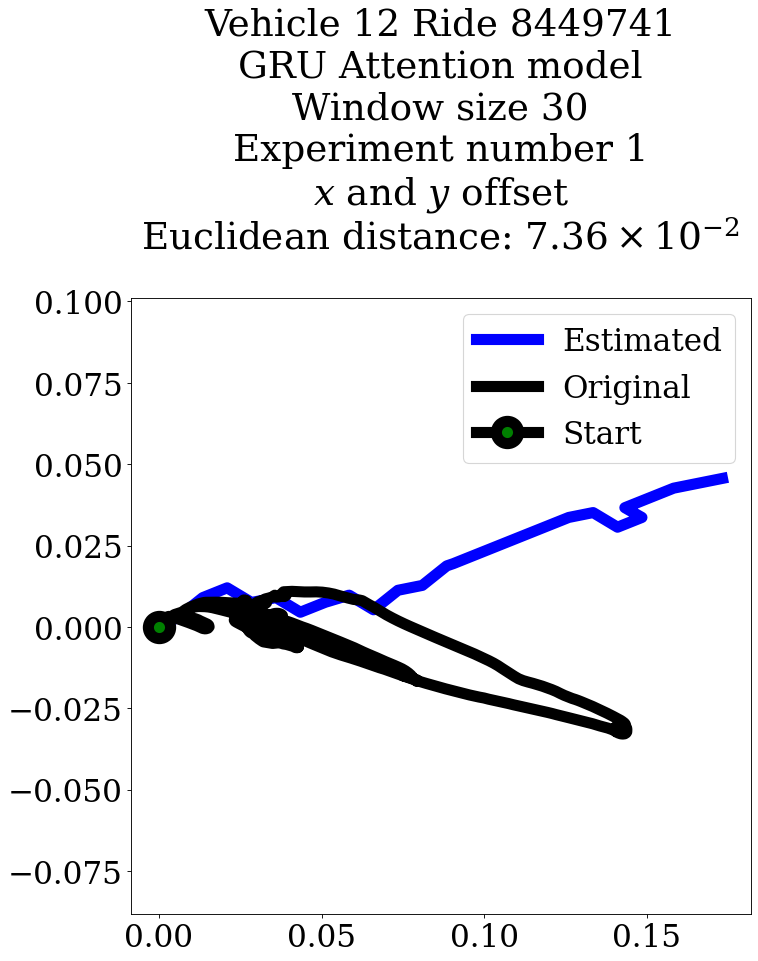 Vehicle 12 Ride 8449741
GRU Attention model
Window size 30
Experiment number 1
x and y offset
Euclidean distance: 7.36 × 10⁻²
Estimated
Original
Start
0.100
0.075
0.050
0.025
0.000
−0.025
−0.050
−0.075
0.00 0.05 0.10 0.15